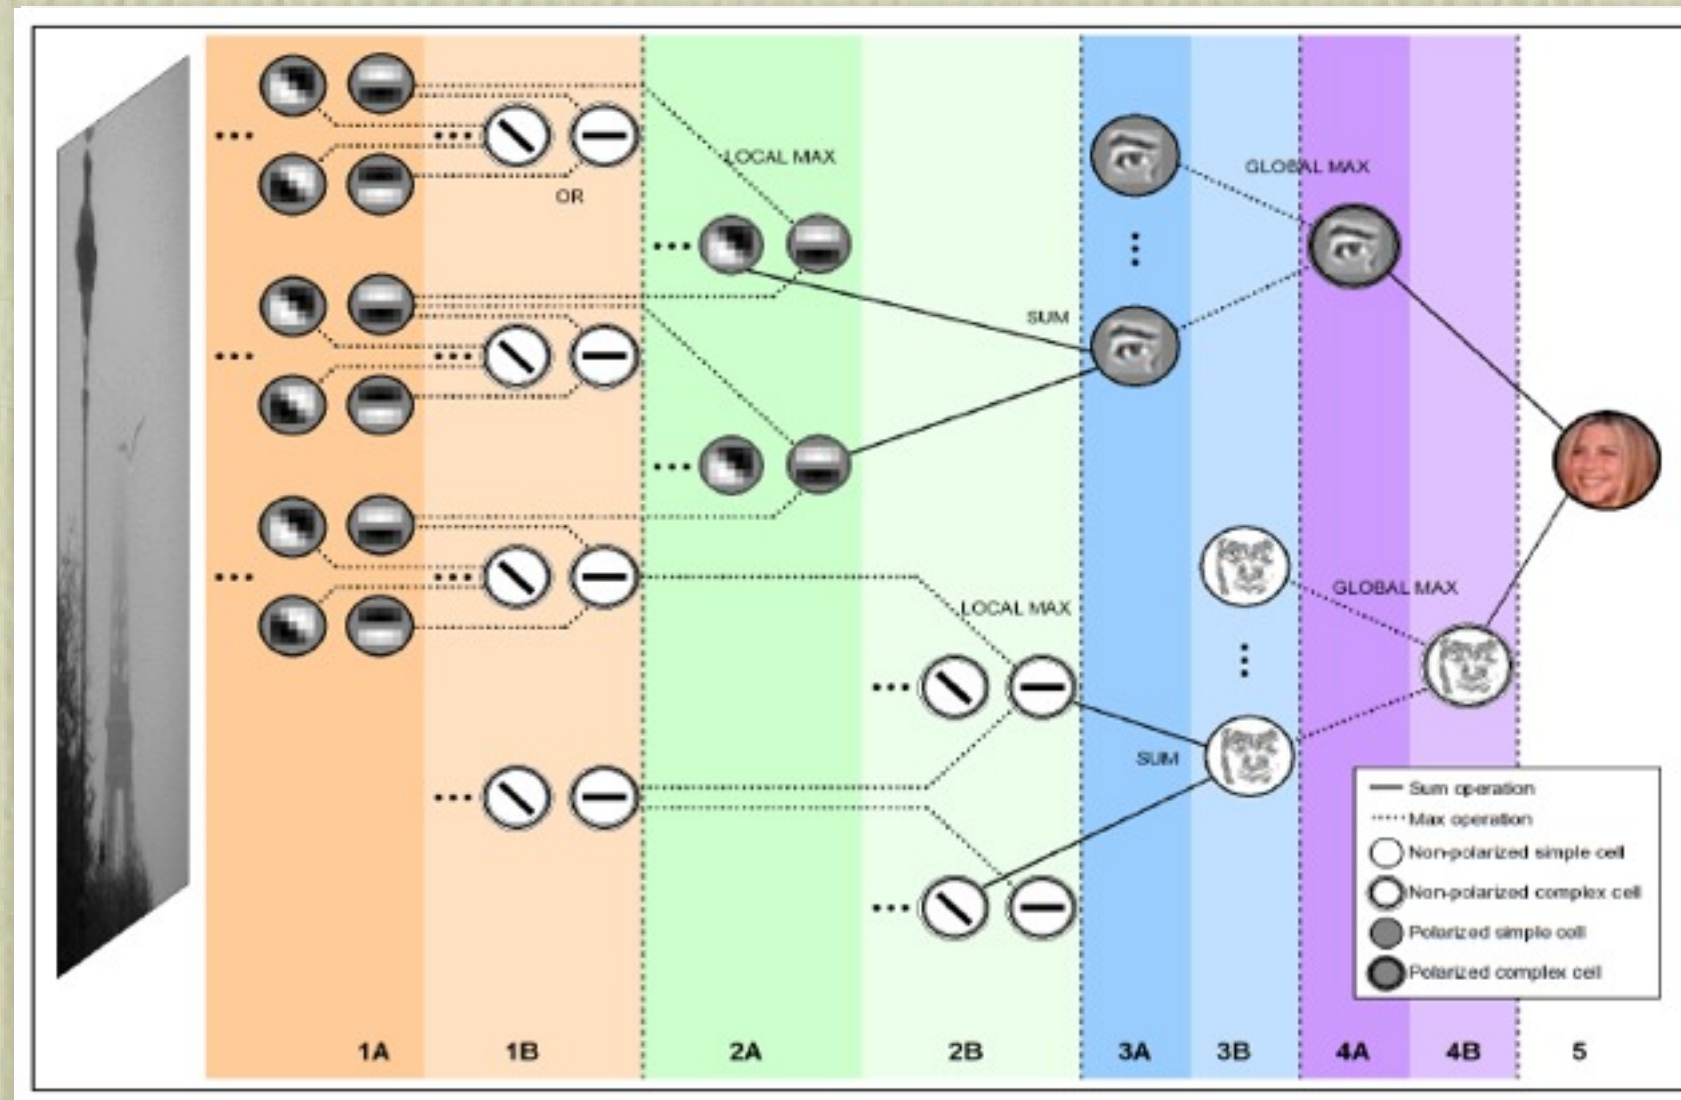 LOCAL MAX
GLOBAL MAX
OR
SUM
LOCAL MAX
GLOBAL MAX
SUM
Sum operation
Max operation
Non-polarized simple cell
Non-polarized complex cell
Polarized simple cell
Polarized complex cell
1A 1B 2A 2B 3A 3B 4A 4B 5